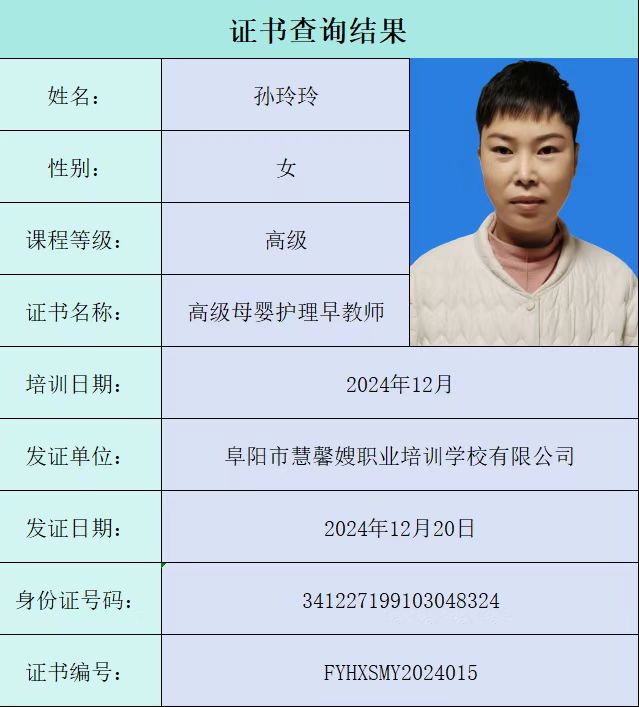 证书查询结果
姓名：
孙玲玲
性别：
女
课程等级：
高级
证书名称：
高级母婴护理早教师
培训日期：
2024年12月
发证单位：
阜阳市慧馨嫂职业培训学校有限公司
发证日期：
2024年12月20日
身份证号码：
341227199103048324
证书编号：
FYHXSMY2024015